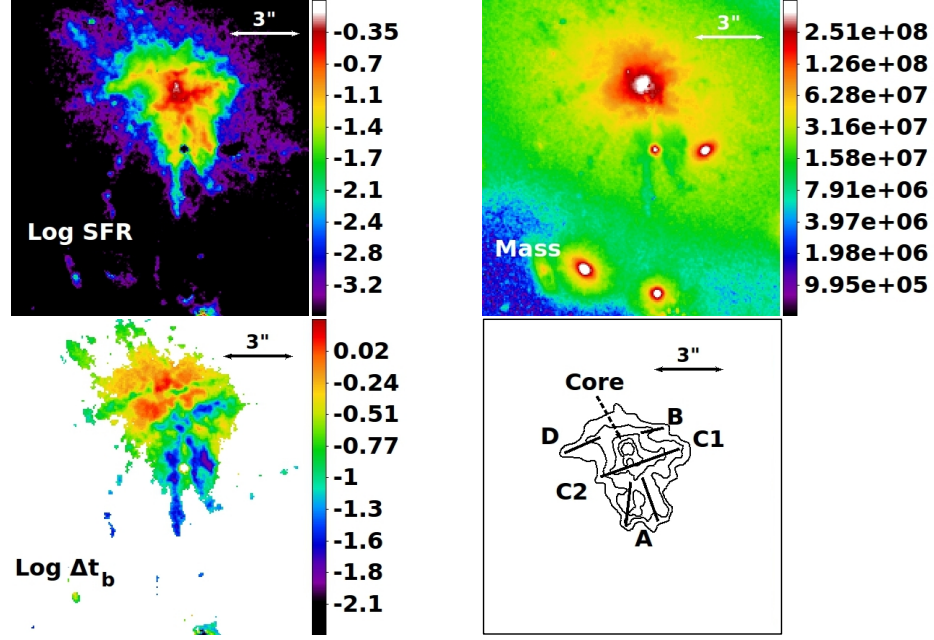 3"
-0.35
-0.7
-1.1
-1.4
-1.7
-2.1
-2.4
-2.8
-3.2
Log SFR
3"
2.51e+08
1.26e+08
6.28e+07
3.16e+07
1.58e+07
7.91e+06
3.97e+06
1.98e+06
9.95e+05
Mass
3"
0.02
-0.24
-0.51
-0.77
-1
-1.3
-1.6
-1.8
-2.1
Log Δt_b
3"
Core
B
D
C1
C2
A